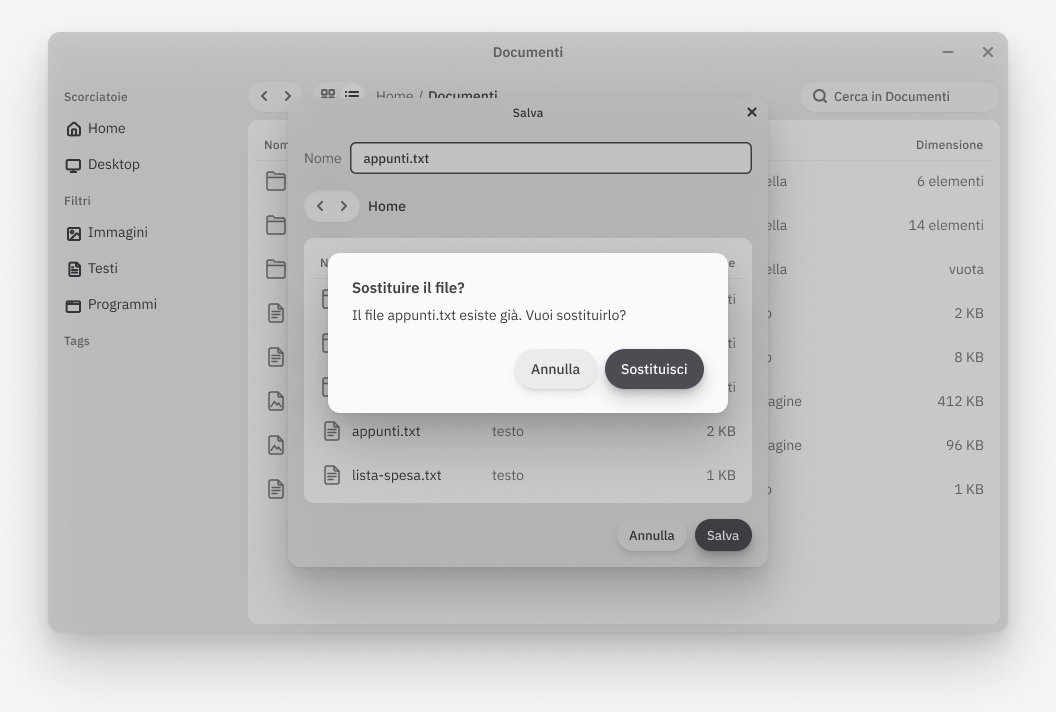 Documenti
Scorciatoie
Home
Desktop
Filtri
Immagini
Testi
Programmi
Tags
Home / Documenti
Cerca in Documenti
Dimensione
6 elementi
14 elementi
vuota
2 KB
8 KB
agine 412 KB
agine 96 KB
1 KB
Salva
Nome appunti.txt
Home
Sostituire il file?
Il file appunti.txt esiste già. Vuoi sostituirlo?
Annulla Sostituisci
appunti.txt testo 2 KB
lista-spesa.txt testo 1 KB
Annulla Salva